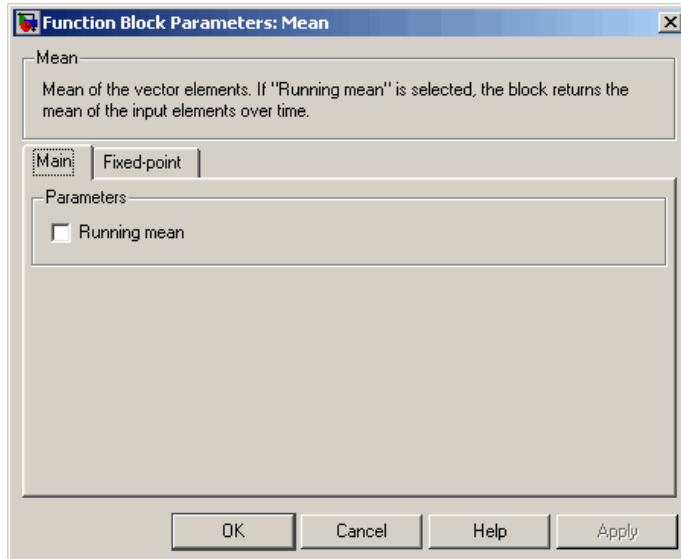 Function Block Parameters: Mean
Mean
Mean of the vector elements. If "Running mean" is selected, the block returns the
mean of the input elements over time.
Main Fixed-point
Parameters
Running mean
OK Cancel Help Apply